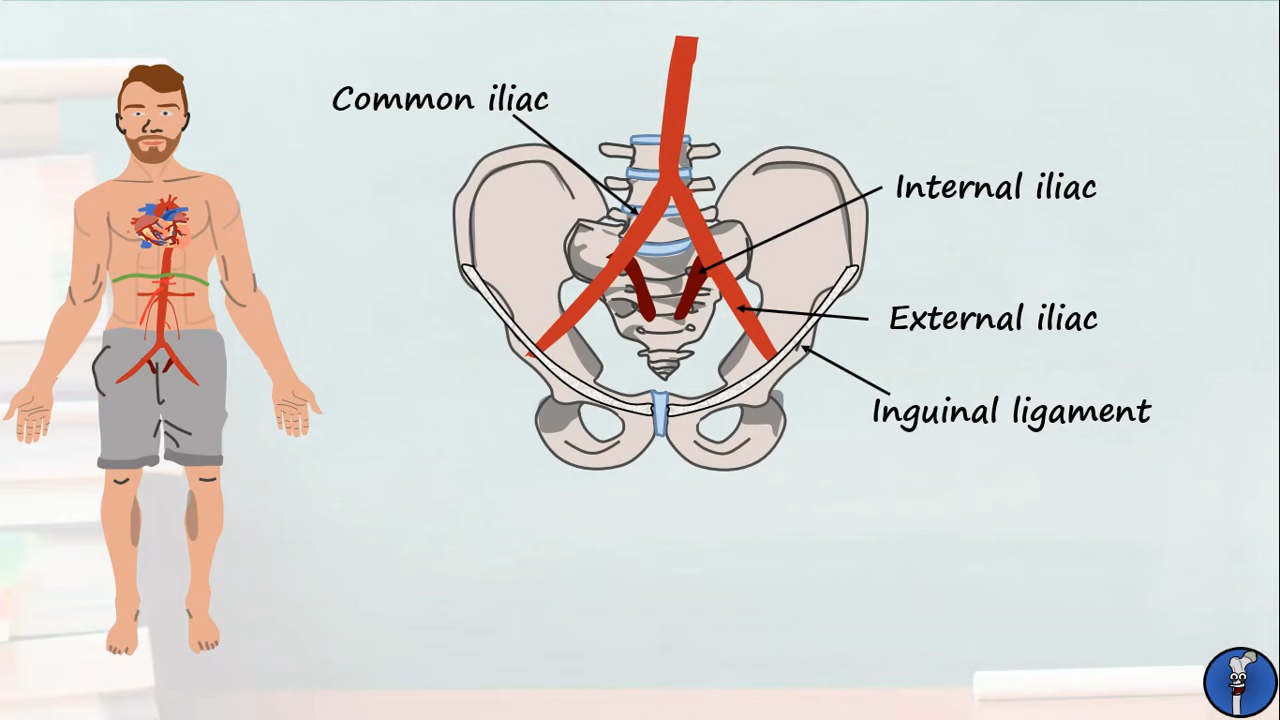 Common iliac
Internal iliac
External iliac
Inguinal ligament